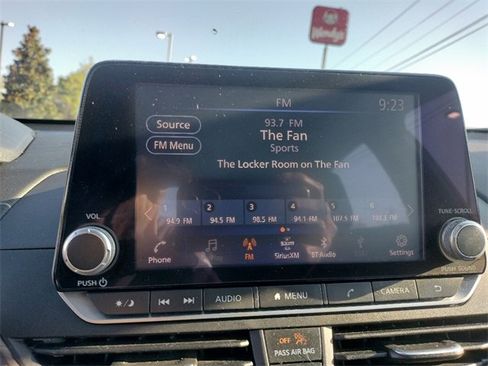 Wendy's
FM
9:23
Source
93.7 FM
The Fan
FM Menu
Sports
The Locker Room on The Fan
1 2 3 4 5 6
94.9 FM 94.5 FM 98.5 FM 94.1 FM 107.5 FM
VOL
TUNE-SCROLL
Phone
FM
SiriusXM
BT Audio
Settings
PUSH
PUSH SOUND
AUDIO
MENU
CAMERA
OFF
PASS AIR BAG